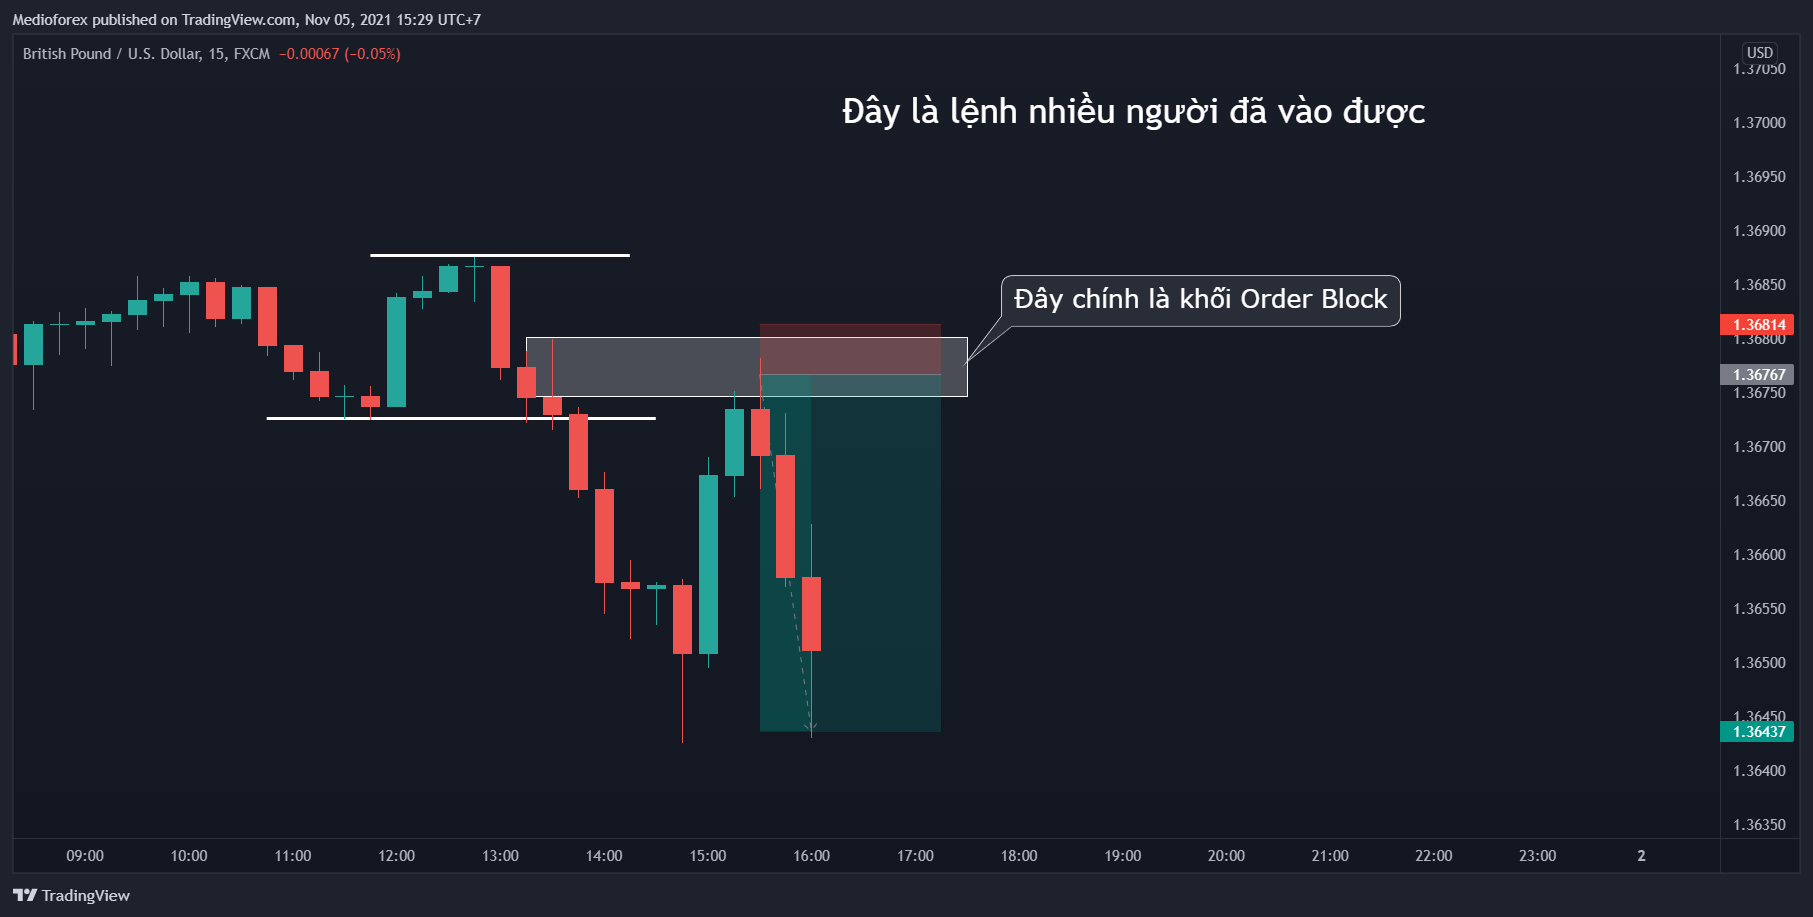 Medioforex published on TradingView.com, Nov 05, 2021 15:29 UTC+7
British Pound / U.S. Dollar, 15, FXCM −0.00067 (−0.05%)
USD
1.37050
Đây là lệnh nhiều người đã vào được
1.37000
1.36950
1.36900
1.36850
Đây chính là khối Order Block
1.36814
1.36800
1.36767
1.36750
1.36700
1.36650
1.36600
1.36550
1.36500
1.36450
1.36437
1.36400
1.36350
09:00 10:00 11:00 12:00 13:00 14:00 15:00 16:00 17:00 18:00 19:00 20:00 21:00 22:00 23:00 2
TradingView